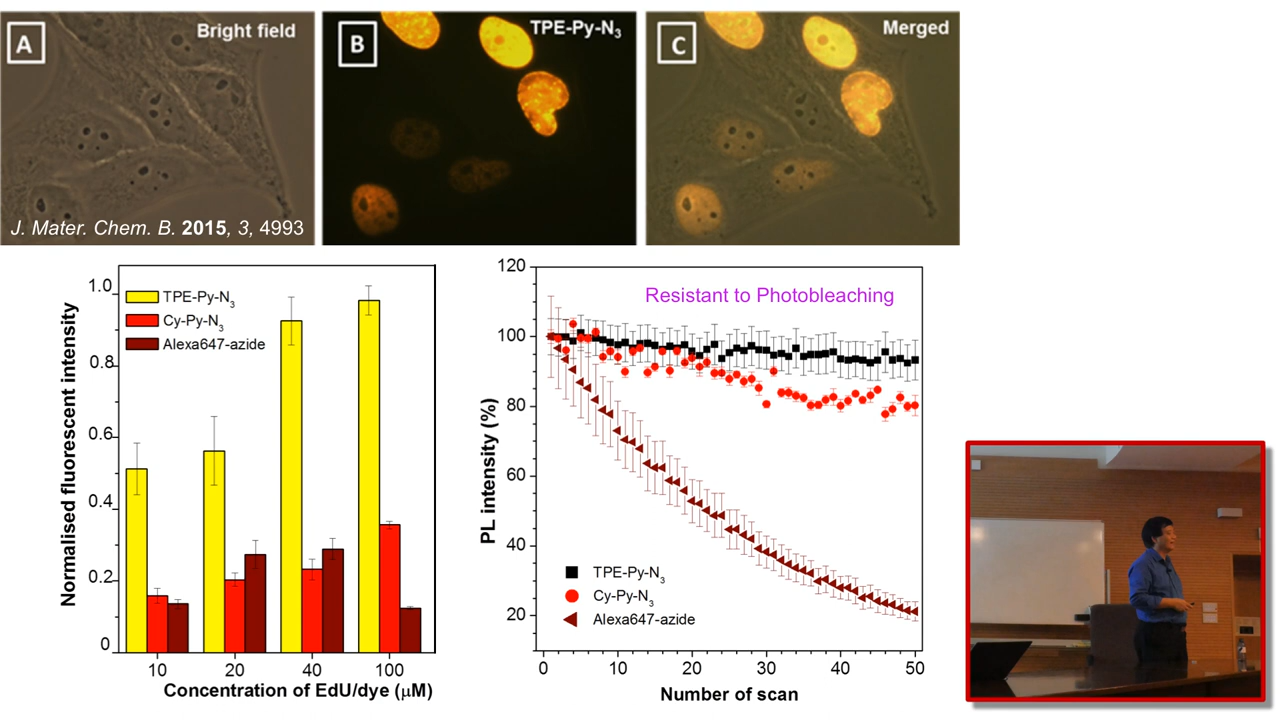 A
Bright field
B
TPE-Py-N₃
C
Merged
J. Mater. Chem. B. 2015, 3, 4993
Normalised fluorescent intensity
1.0
0.8
0.6
0.4
0.2
0
TPE-Py-N₃
Cy-Py-N₃
Alexa647-azide
10 20 40 100
Concentration of EdU/dye (μM)
PL intensity (%)
120
100
80
60
40
20
Resistant to Photobleaching
TPE-Py-N₃
Cy-Py-N₃
Alexa647-azide
0 10 20 30 40 50
Number of scan